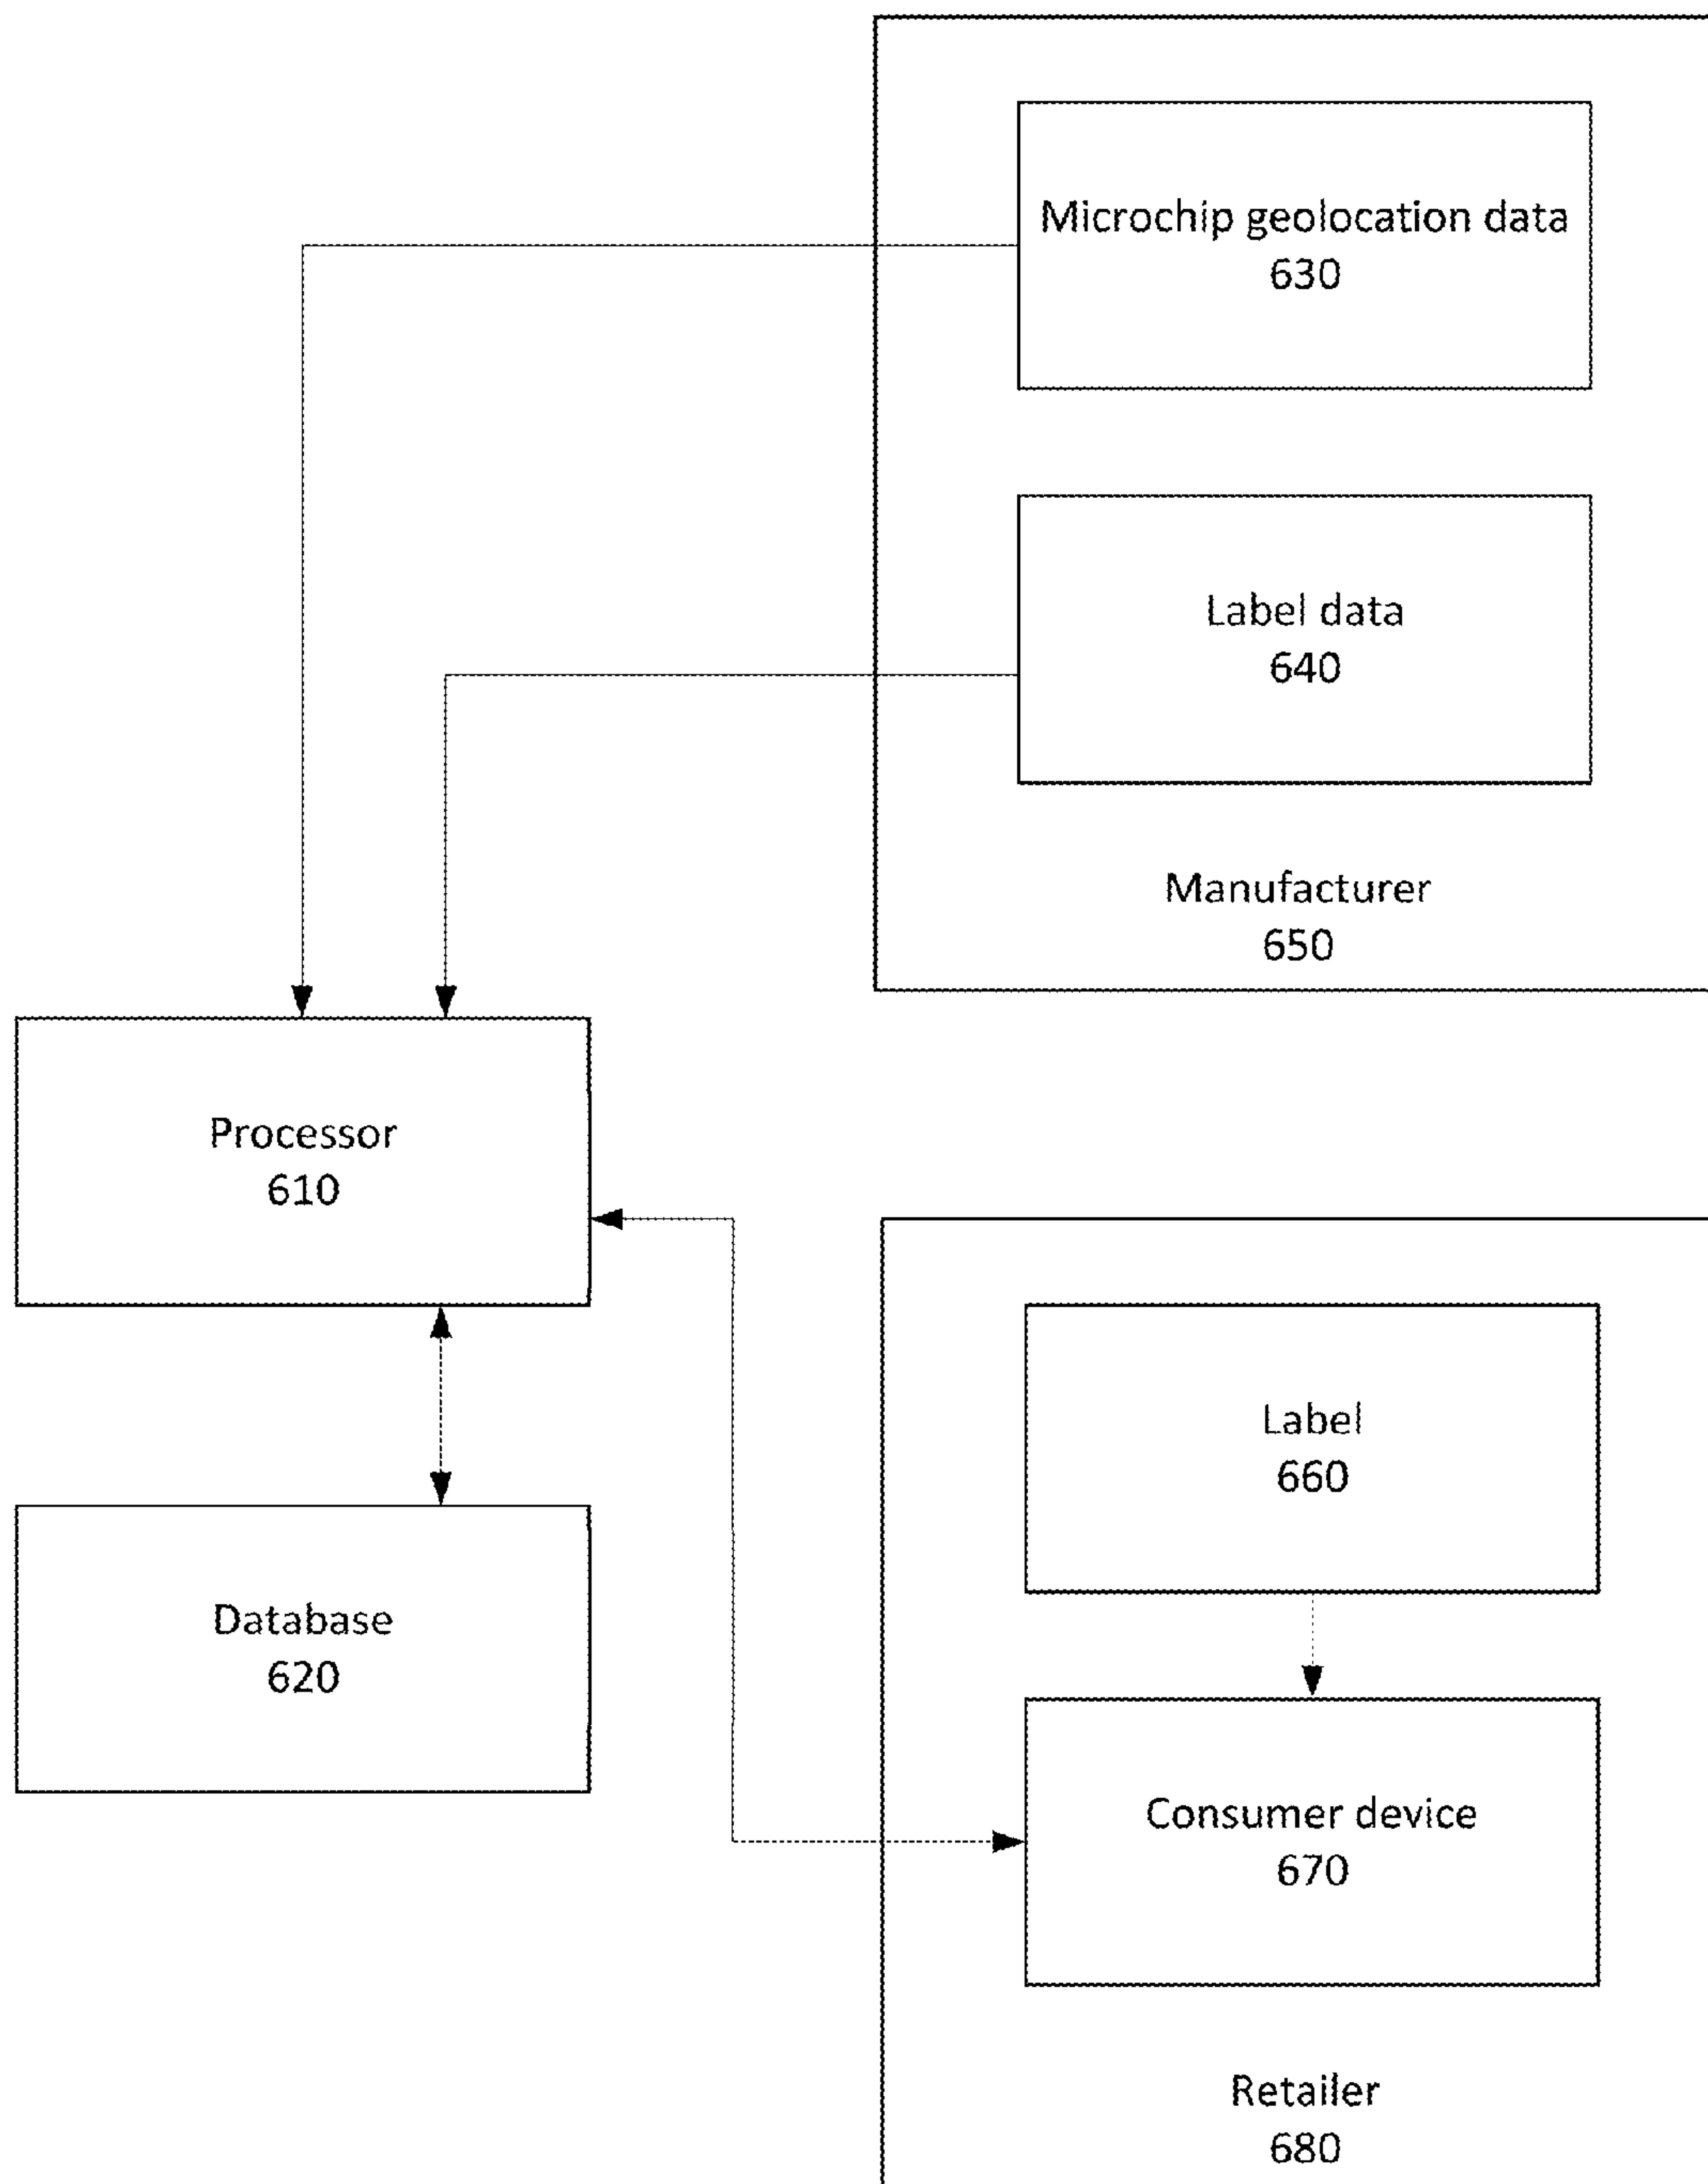 Microchip geolocation data
630
Label data
640
Manufacturer
650
Processor
610
Label
660
Database
620
Consumer device
670
Retailer
680